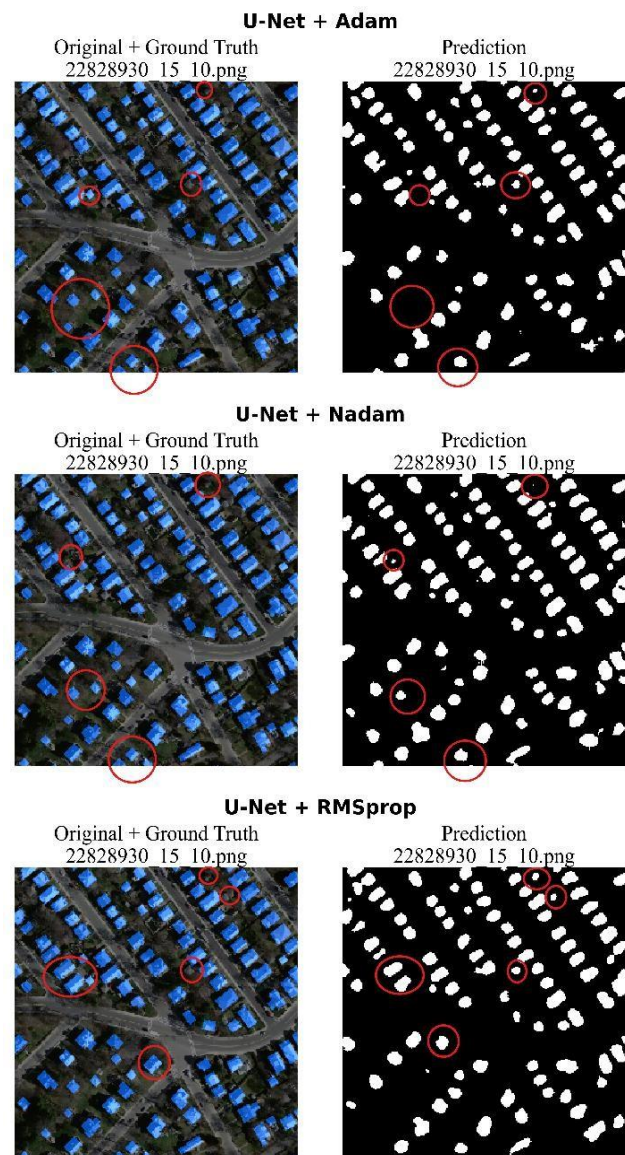 U-Net + Adam
Original + Ground Truth
22828930 15 10.png
Prediction
22828930 15 10.png
U-Net + Nadam
Original + Ground Truth
22828930 15 10.png
Prediction
22828930 15 10.png
U-Net + RMSprop
Original + Ground Truth
22828930 15 10.png
Prediction
22828930 15 10.png